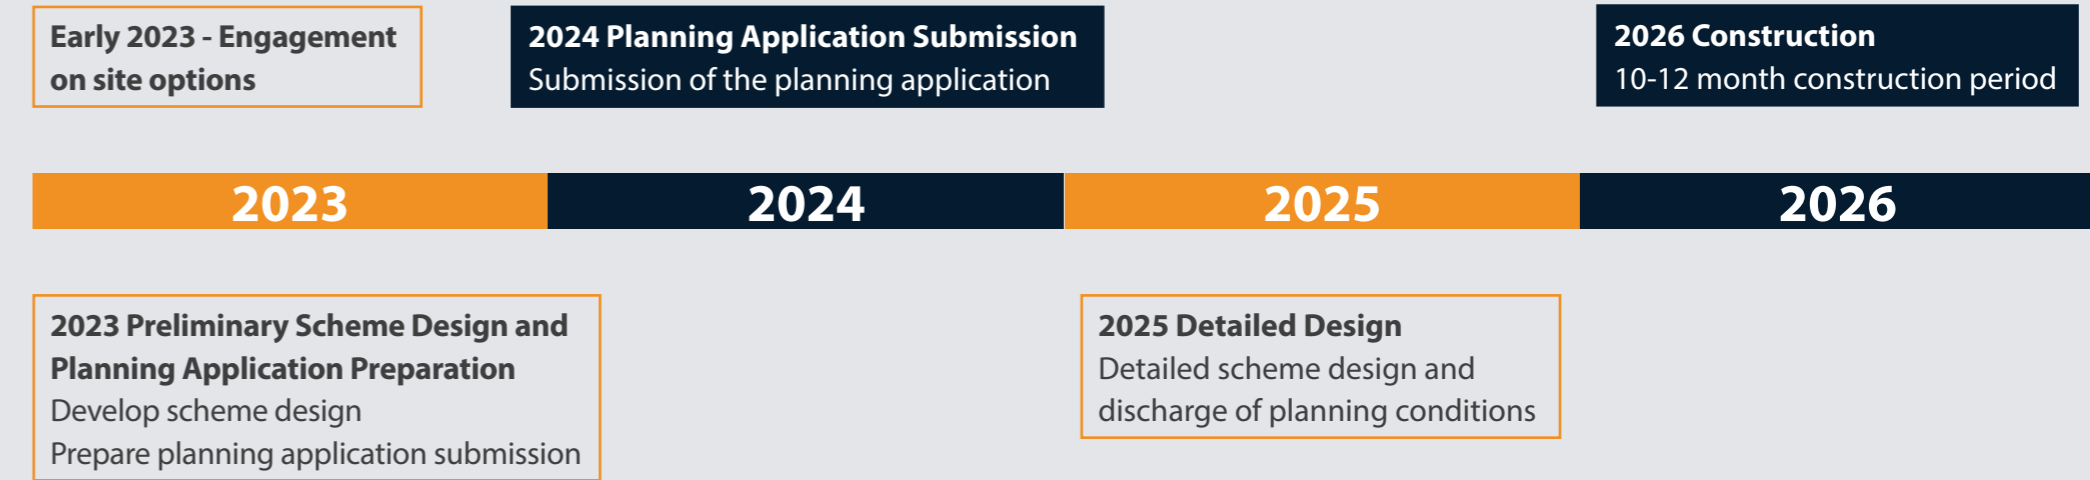 Early 2023 - Engagement
on site options
2024 Planning Application Submission
Submission of the planning application
2026 Construction
10-12 month construction period
2023
2024
2025
2026
2023 Preliminary Scheme Design and
Planning Application Preparation
Develop scheme design
Prepare planning application submission
2025 Detailed Design
Detailed scheme design and
discharge of planning conditions